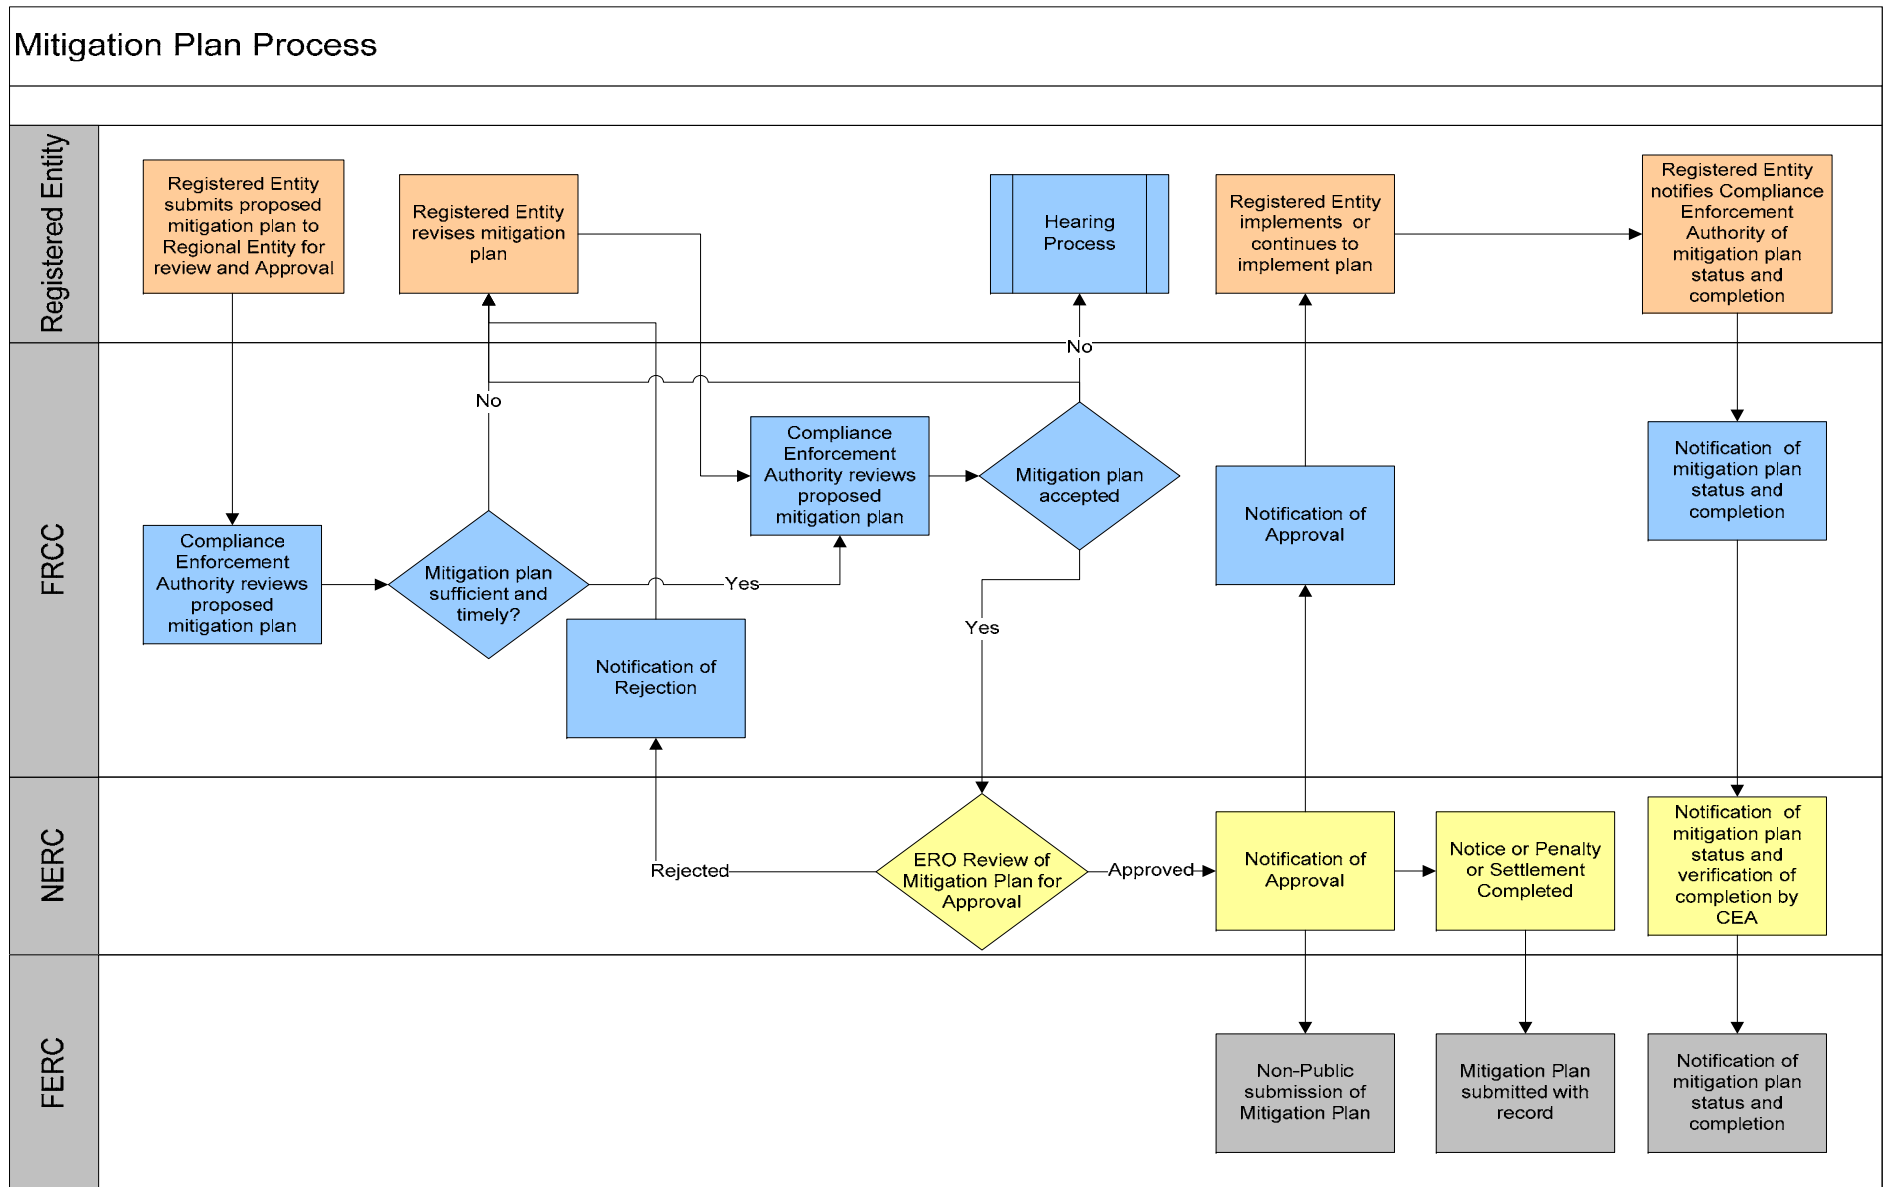 Mitigation Plan Process
Registered Entity
Registered Entity
submits proposed
mitigation plan to
Regional Entity for
review and Approval
Registered Entity
revises mitigation
plan
Hearing
Process
Registered Entity
implements or
continues to
implement plan
Registered Entity
notifies Compliance
Enforcement
Authority of
mitigation plan
status and
completion
FRCC
No
No
Compliance
Enforcement
Authority reviews
proposed
mitigation plan
Mitigation plan
sufficient and
timely?
Yes
Notification of
Rejection
Compliance
Enforcement
Authority reviews
proposed
mitigation plan
Mitigation plan
accepted
Yes
Notification of
Approval
Notification of
mitigation plan
status and
completion
NERC
Rejected
ERO Review of
Mitigation Plan for
Approval
Approved
Notification of
Approval
Notice or Penalty
or Settlement
Completed
Notification of
mitigation plan
status and
verification of
completion by
CEA
FERC
Non-Public
submission of
Mitigation Plan
Mitigation Plan
submitted with
record
Notification of
mitigation plan
status and
completion